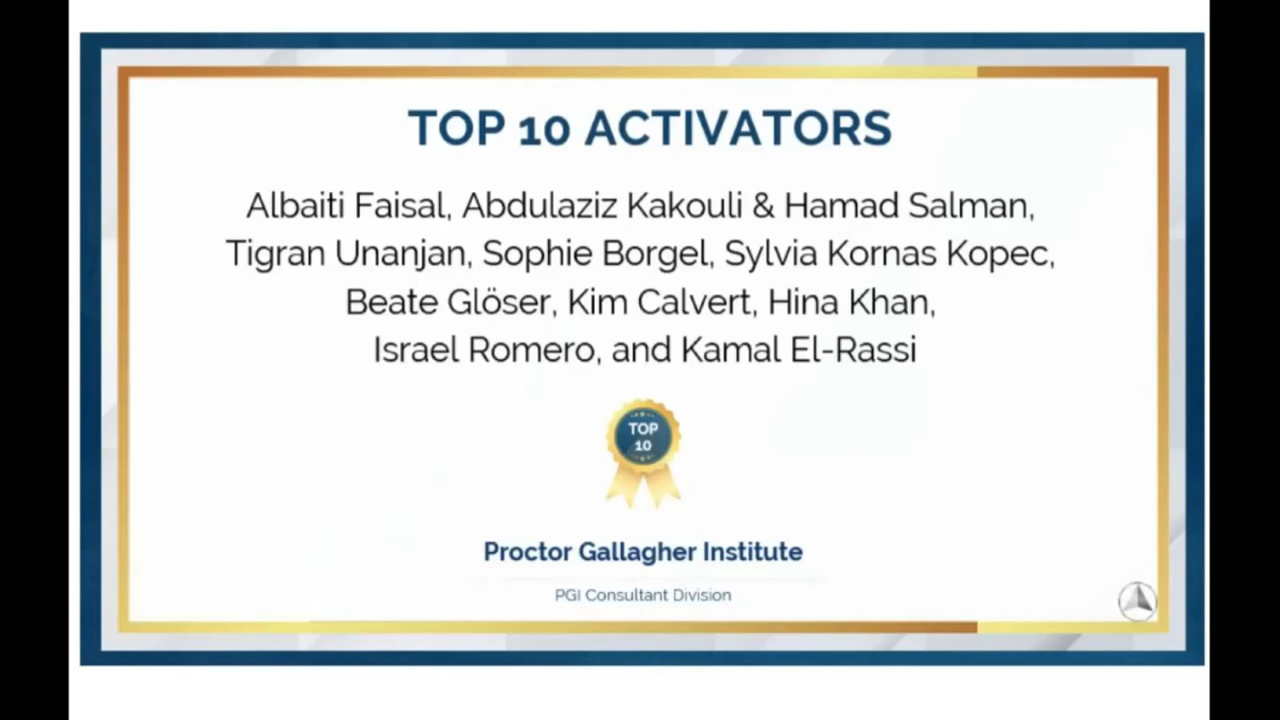 TOP 10 ACTIVATORS
Albaiti Faisal, Abdulaziz Kakouli & Hamad Salman,
Tigran Unanjan, Sophie Borgel, Sylvia Kornas Kopec,
Beate Glöser, Kim Calvert, Hina Khan,
Israel Romero, and Kamal El-Rassi
TOP
10
Proctor Gallagher Institute
PGI Consultant Division